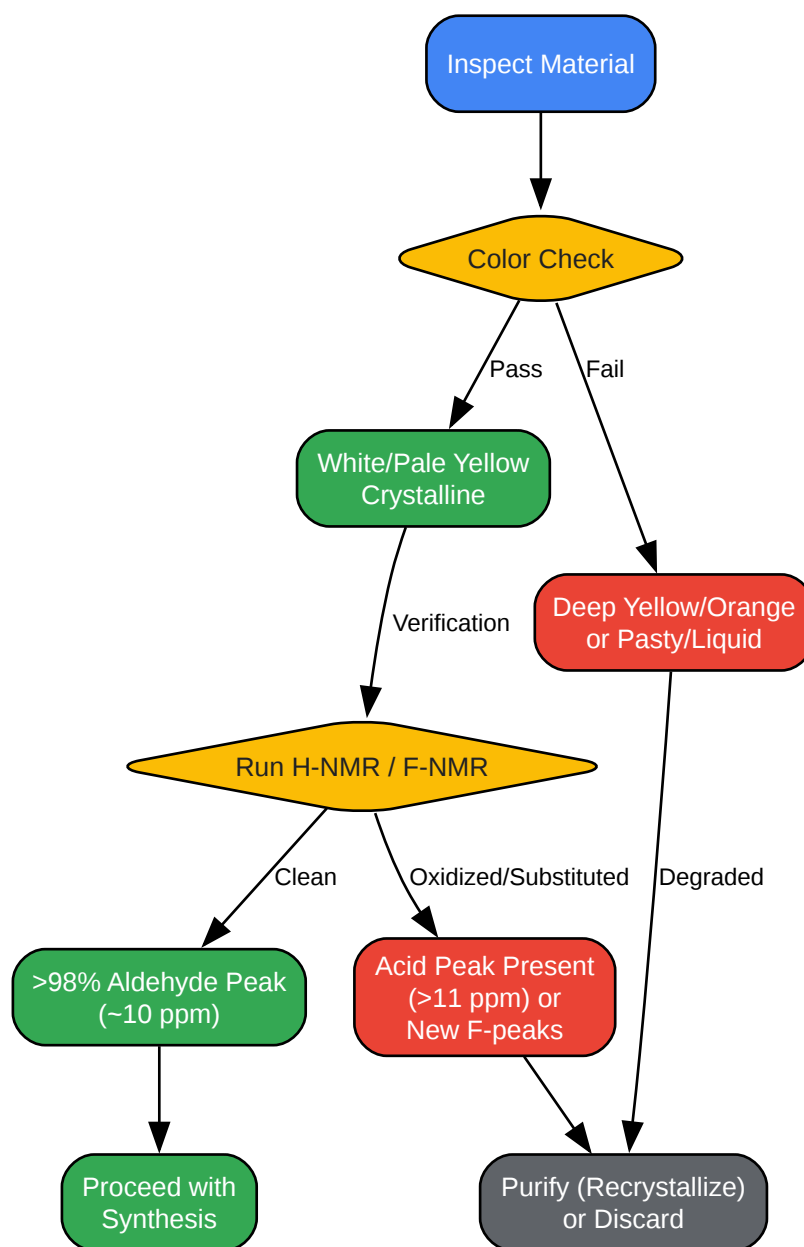 Inspect Material
Color Check
Pass
Fail
White/Pale Yellow
Crystalline
Deep Yellow/Orange
or Pasty/Liquid
Verification
Run H-NMR / F-NMR
Clean
Oxidized/Substituted
Degraded
>98% Aldehyde Peak
(~10 ppm)
Acid Peak Present
(>11 ppm) or
New F-peaks
Proceed with
Synthesis
Purify (Recrystallize)
or Discard